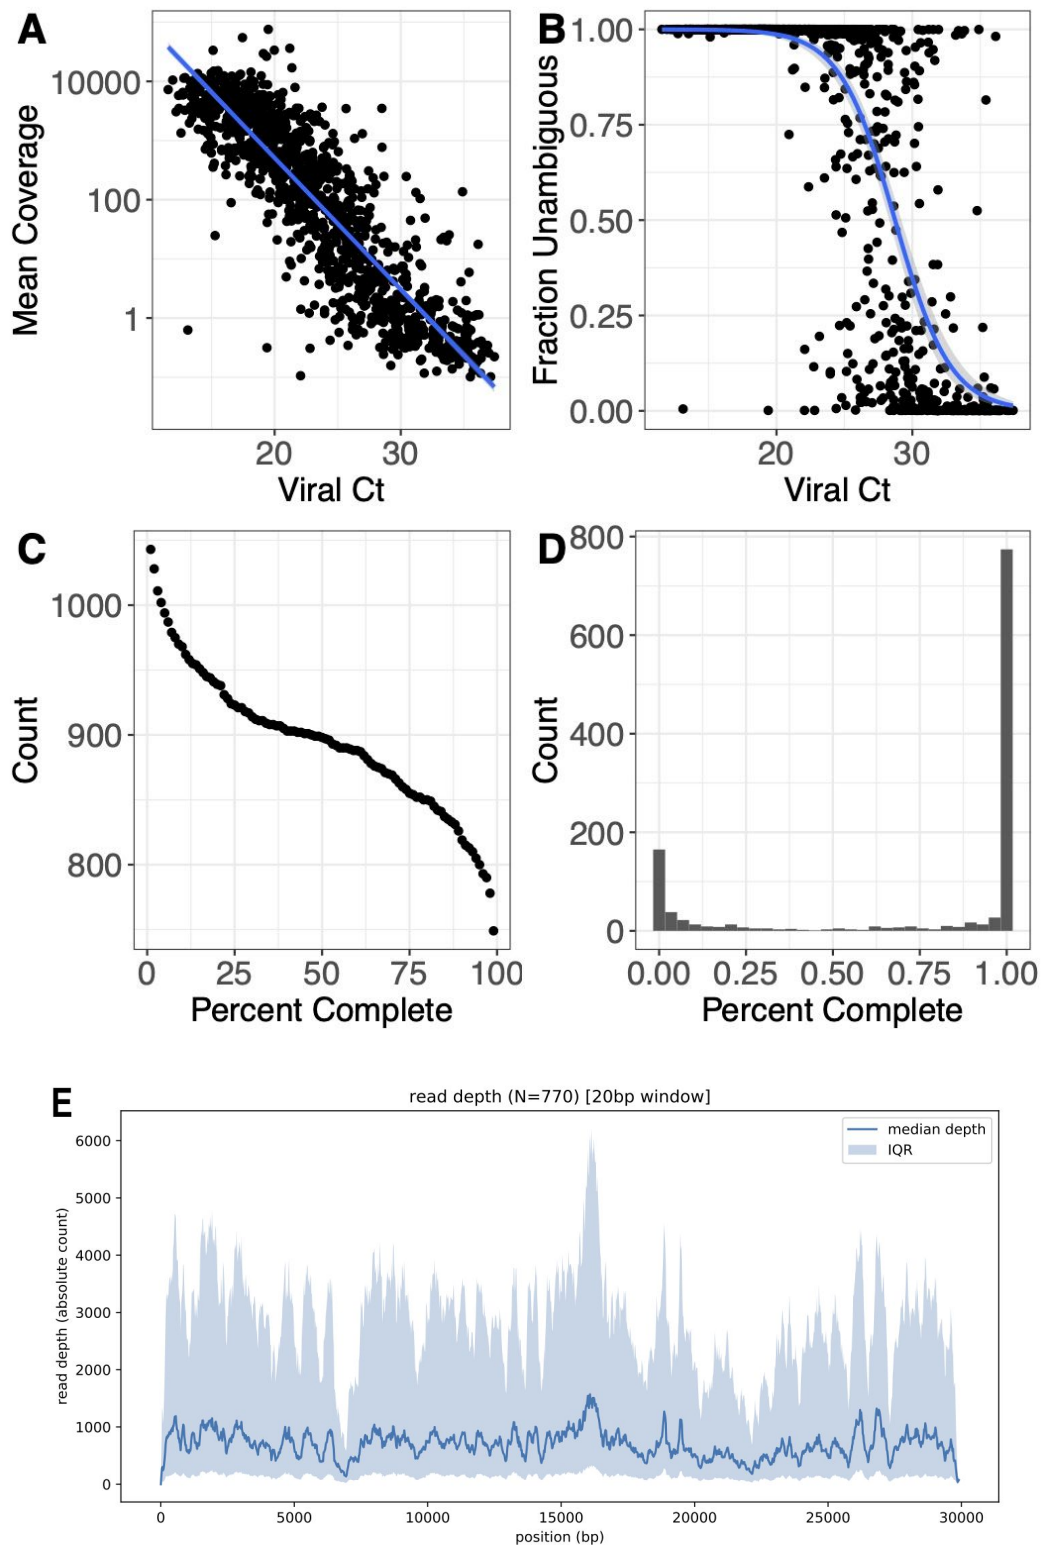 A
Mean Coverage
10000
100
1
20 30
Viral Ct
B
Fraction Unambiguous
1.00
0.75
0.50
0.25
0.00
20 30
Viral Ct
C
Count
1000
900
800
0 25 50 75 100
Percent Complete
D
Count
800
600
400
200
0
0.00 0.25 0.50 0.75 1.00
Percent Complete
E
read depth (N=770) [20bp window]
median depth
IQR
read depth (absolute count)
6000
5000
4000
3000
2000
1000
0
0 5000 10000 15000 20000 25000 30000
position (bp)